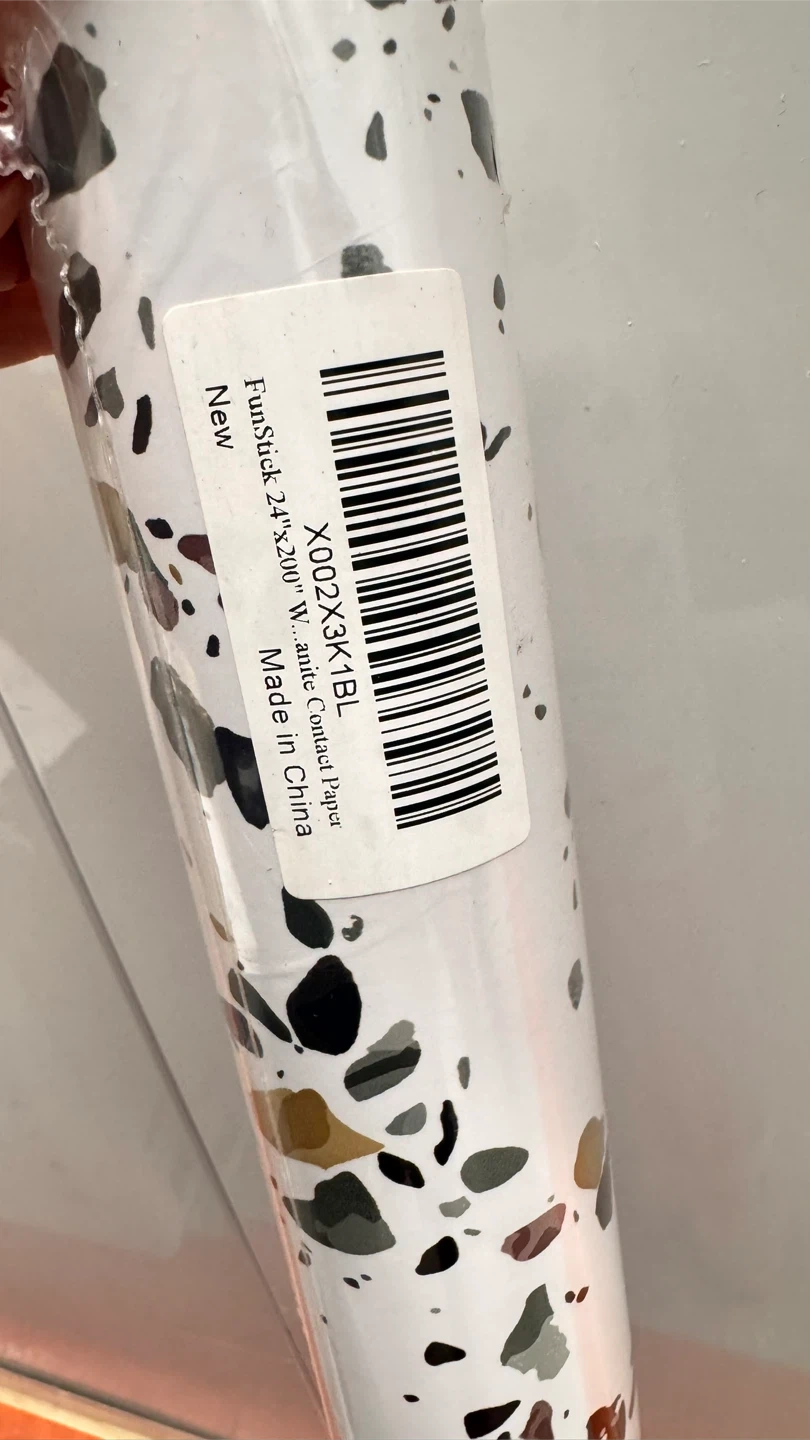 X002X3K1BL
FunStick 24"x200" W...anite Contact Paper
New
Made in China